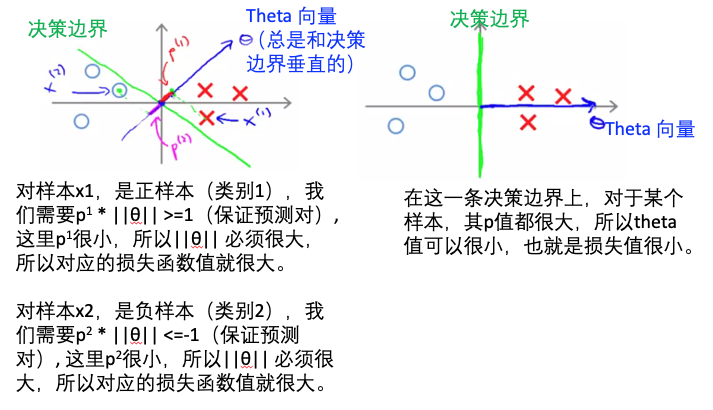 决策边界
Theta 向量
θ（总是和决策
边界垂直的）
p⁽¹⁾
x⁽²⁾
x⁽¹⁾
p⁽²⁾
对样本x1，是正样本（类别1），我
们需要p¹ * ||θ|| >=1（保证预测对）,
这里p¹很小，所以||θ|| 必须很大，
所以对应的损失函数值就很大。
对样本x2，是负样本（类别2），我
们需要p² * ||θ|| <=-1（保证预测
对）, 这里p²很小，所以||θ|| 必须很
大，所以对应的损失函数值就很大。
决策边界
θ Theta 向量
在这一条决策边界上，对于某个
样本，其p值都很大，所以theta
值可以很小，也就是损失值很小。